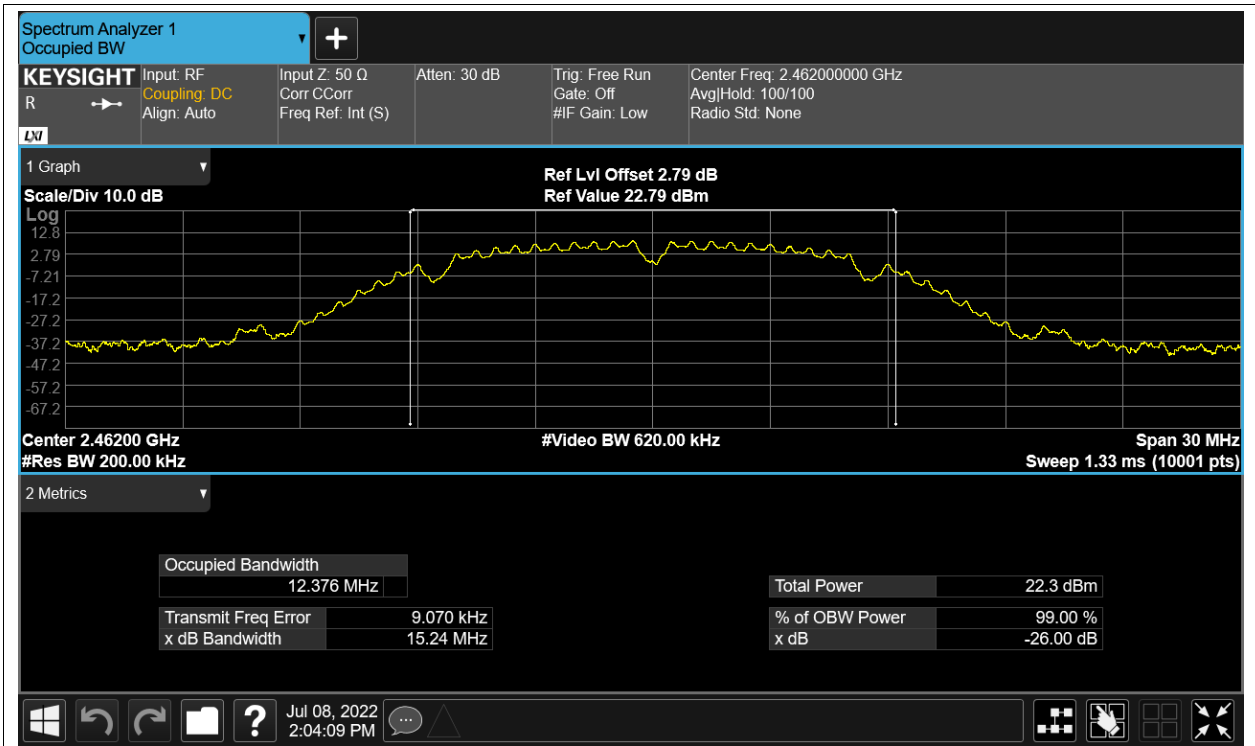 Spectrum Analyzer 1
Occupied BW
KEYSIGHT
R
LXI
Input: RF
Coupling: DC
Align: Auto
Input Z: 50 Ω
Corr CCorr
Freq Ref: Int (S)
Atten: 30 dB
Trig: Free Run
Gate: Off
#IF Gain: Low
Center Freq: 2.462000000 GHz
Avg|Hold: 100/100
Radio Std: None
1 Graph
Scale/Div 10.0 dB
Ref Lvl Offset 2.79 dB
Ref Value 22.79 dBm
Log
12.8
2.79
-7.21
-17.2
-27.2
-37.2
-47.2
-57.2
-67.2
Center 2.46200 GHz
#Res BW 200.00 kHz
#Video BW 620.00 kHz
Span 30 MHz
Sweep 1.33 ms (10001 pts)
2 Metrics
Occupied Bandwidth
12.376 MHz
Transmit Freq Error 9.070 kHz
x dB Bandwidth 15.24 MHz
Total Power 22.3 dBm
% of OBW Power 99.00 %
x dB -26.00 dB
Jul 08, 2022
2:04:09 PM